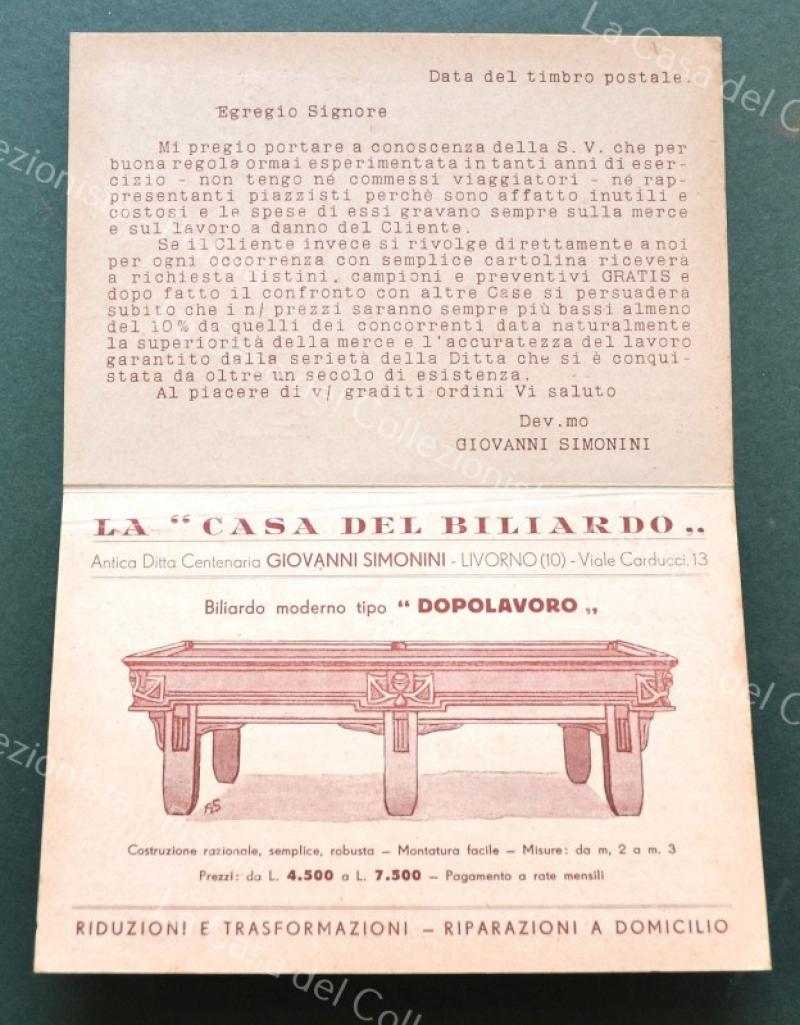 Data del timbro postale.
Egregio Signore
Mi pregio portare a conoscenza della S. V. che per
buona regola ormai esperimentata in tanti anni di eser-
cizio - non tengo né commessi viaggiatori - né rap-
presentanti piazzisti perchè sono affatto inutili e
costosi e le spese di essi gravano sempre sulla merce
e sul lavoro a danno del Cliente.
Se il Cliente invece si rivolge direttamente a noi
per ogni occorrenza con semplice cartolina riceverà
a richiesta listini, campioni e preventivi GRATIS e
dopo fatto il confronto con altre Case si persuaderà
subito che i n/ prezzi saranno sempre più bassi almeno
del 10% da quelli dei concorrenti data naturalmente
la superiorità della merce e l'accuratezza del lavoro
garantito dalla serietà della Ditta che si è conqui-
stata da oltre un secolo di esistenza.
Al piacere di v/ graditi ordini Vi saluto
Dev.mo
GIOVANNI SIMONINI
LA “CASA DEL BILIARDO„
Antica Ditta Centenaria GIOVANNI SIMONINI - LIVORNO (10) - Viale Carducci, 13
Biliardo moderno tipo “DOPOLAVORO„
Costruzione razionale, semplice, robusta — Montatura facile — Misure: da m, 2 a m. 3
Prezzi: da L. 4.500 a L. 7.500 — Pagamento a rate mensili
RIDUZIONI E TRASFORMAZIONI — RIPARAZIONI A DOMICILIO
La Casa del Collezionista